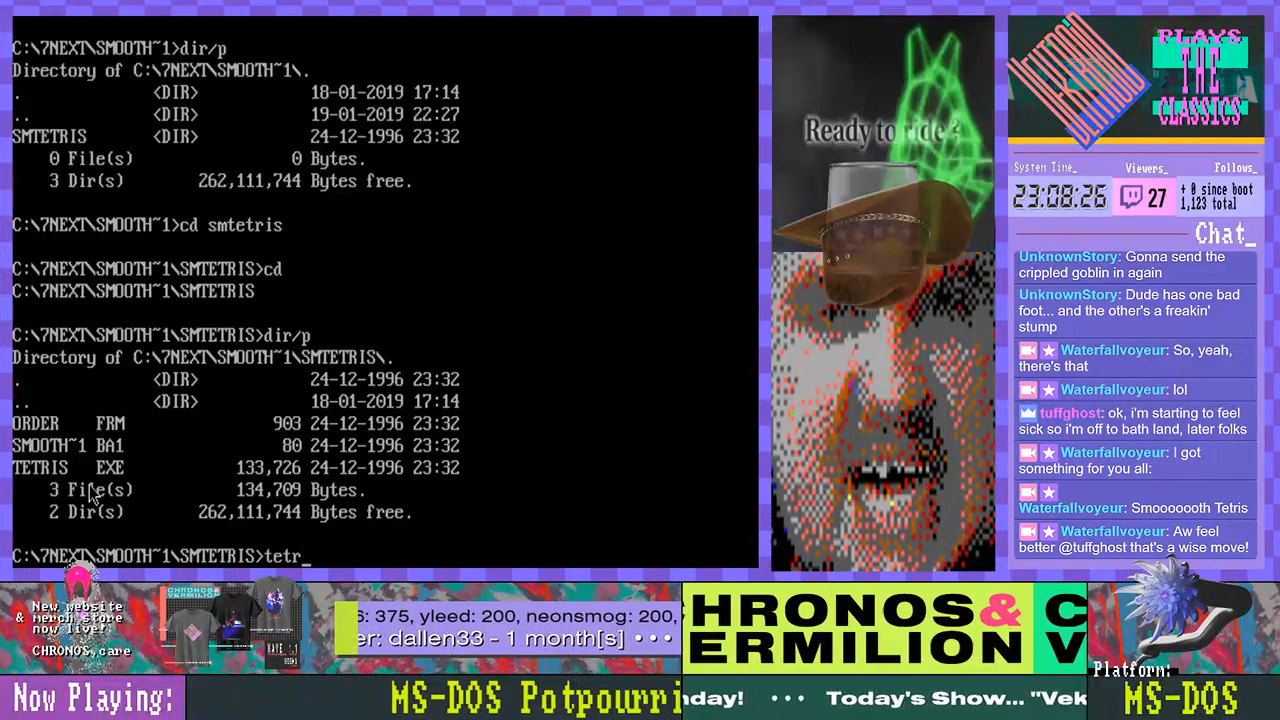 C:\7NEXT\SMOOTH~1>dir/p
Directory of C:\7NEXT\SMOOTH~1\.
. <DIR> 18-01-2019 17:14
.. <DIR> 19-01-2019 22:27
SMTETRIS <DIR> 24-12-1996 23:32
0 File(s) 0 Bytes.
3 Dir(s) 262,111,744 Bytes free.
C:\7NEXT\SMOOTH~1>cd smtetris
C:\7NEXT\SMOOTH~1\SMTETRIS>cd
C:\7NEXT\SMOOTH~1\SMTETRIS
C:\7NEXT\SMOOTH~1\SMTETRIS>dir/p
Directory of C:\7NEXT\SMOOTH~1\SMTETRIS\.
. <DIR> 24-12-1996 23:32
.. <DIR> 18-01-2019 17:14
ORDER FRM 903 24-12-1996 23:32
SMOOTH~1 BA1 80 24-12-1996 23:32
TETRIS EXE 133,726 24-12-1996 23:32
3 File(s) 134,709 Bytes.
2 Dir(s) 262,111,744 Bytes free.
C:\7NEXT\SMOOTH~1\SMTETRIS>tetr_
Ready to ride ?
PLAYS
THE
CLASSICS
System Time_
23:08:26
Viewers_
27
Follows_
+ 0 since boot
1,123 total
Chat_
UnknownStory: Gonna send the
crippled goblin in again
UnknownStory: Dude has one bad
foot... and the other's a freakin'
stump
Waterfallvoyeur: So, yeah,
there's that
Waterfallvoyeur: lol
tuffghost: ok, i'm starting to feel
sick so i'm off to bath land, later folks
Waterfallvoyeur: I got
something for you all:
Waterfallvoyeur: Smooooooth Tetris
Waterfallvoyeur: Aw feel
better @tuffghost that's a wise move!
New website
& merch store
now live!
CHRONOS.care
CHRONOS &
VERMILION
s: 375, yleed: 200, neonsmog: 200,
er: dallen33 - 1 month[s] •••
HRONOS& C
ERMILION V
Platform:
MS-DOS
Now Playing:
MS-DOS Potpourri
nday! ••• Today's Show... "Vek